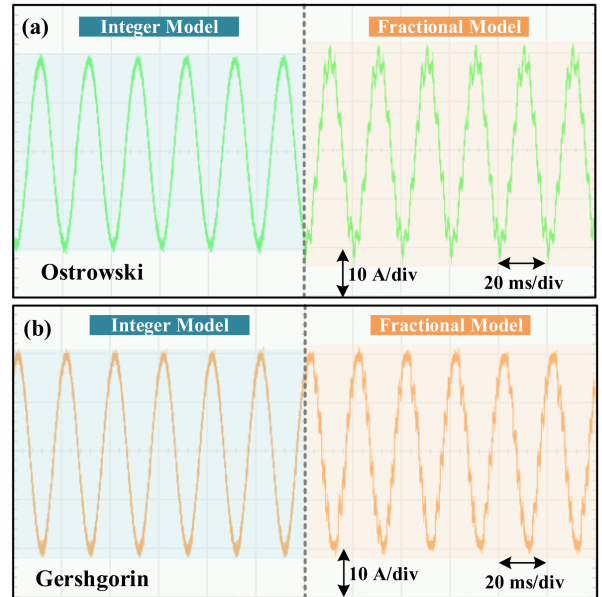 (a)
Integer Model
Fractional Model
Ostrowski
10 A/div
20 ms/div
(b)
Integer Model
Fractional Model
Gershgorin
10 A/div
20 ms/div